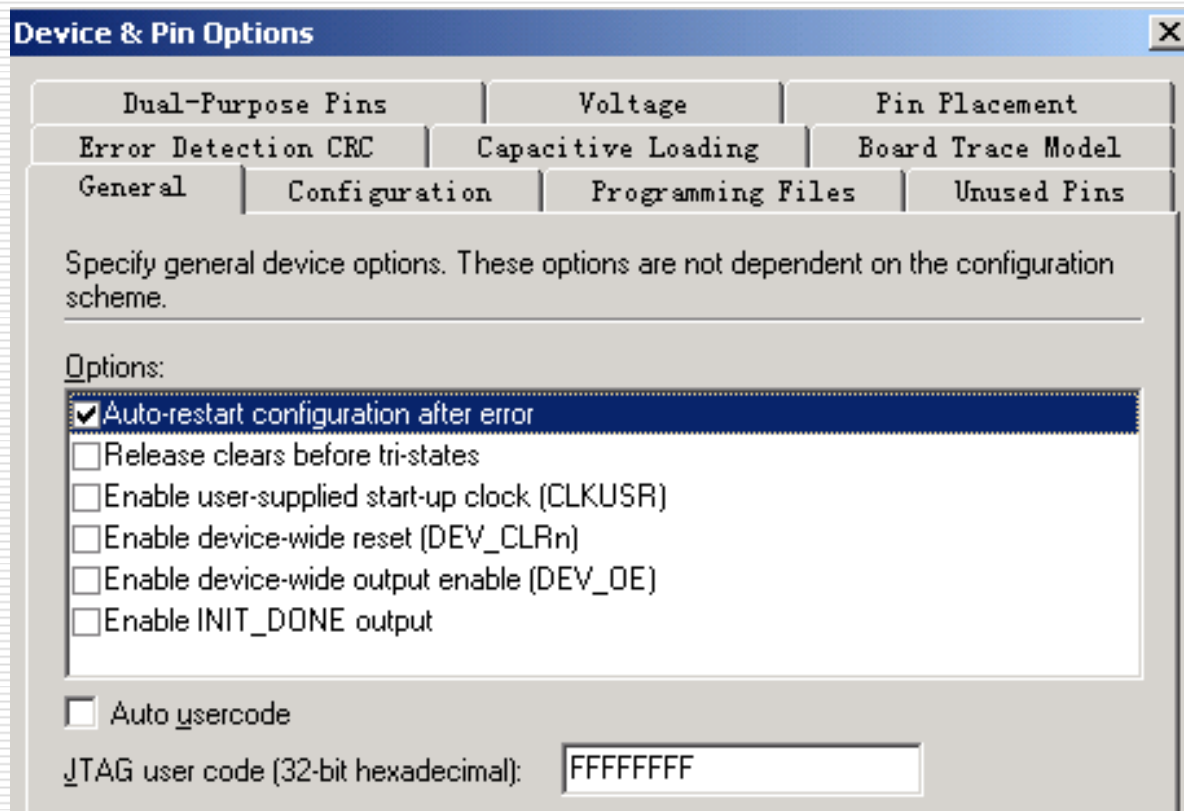 Device & Pin Options
Dual-Purpose Pins Voltage Pin Placement
Error Detection CRC Capacitive Loading Board Trace Model
General Configuration Programming Files Unused Pins
Specify general device options. These options are not dependent on the configuration
scheme.
Options:
Auto-restart configuration after error
Release clears before tri-states
Enable user-supplied start-up clock (CLKUSR)
Enable device-wide reset (DEV_CLRn)
Enable device-wide output enable (DEV_OE)
Enable INIT_DONE output
Auto usercode
JTAG user code (32-bit hexadecimal): FFFFFFFF